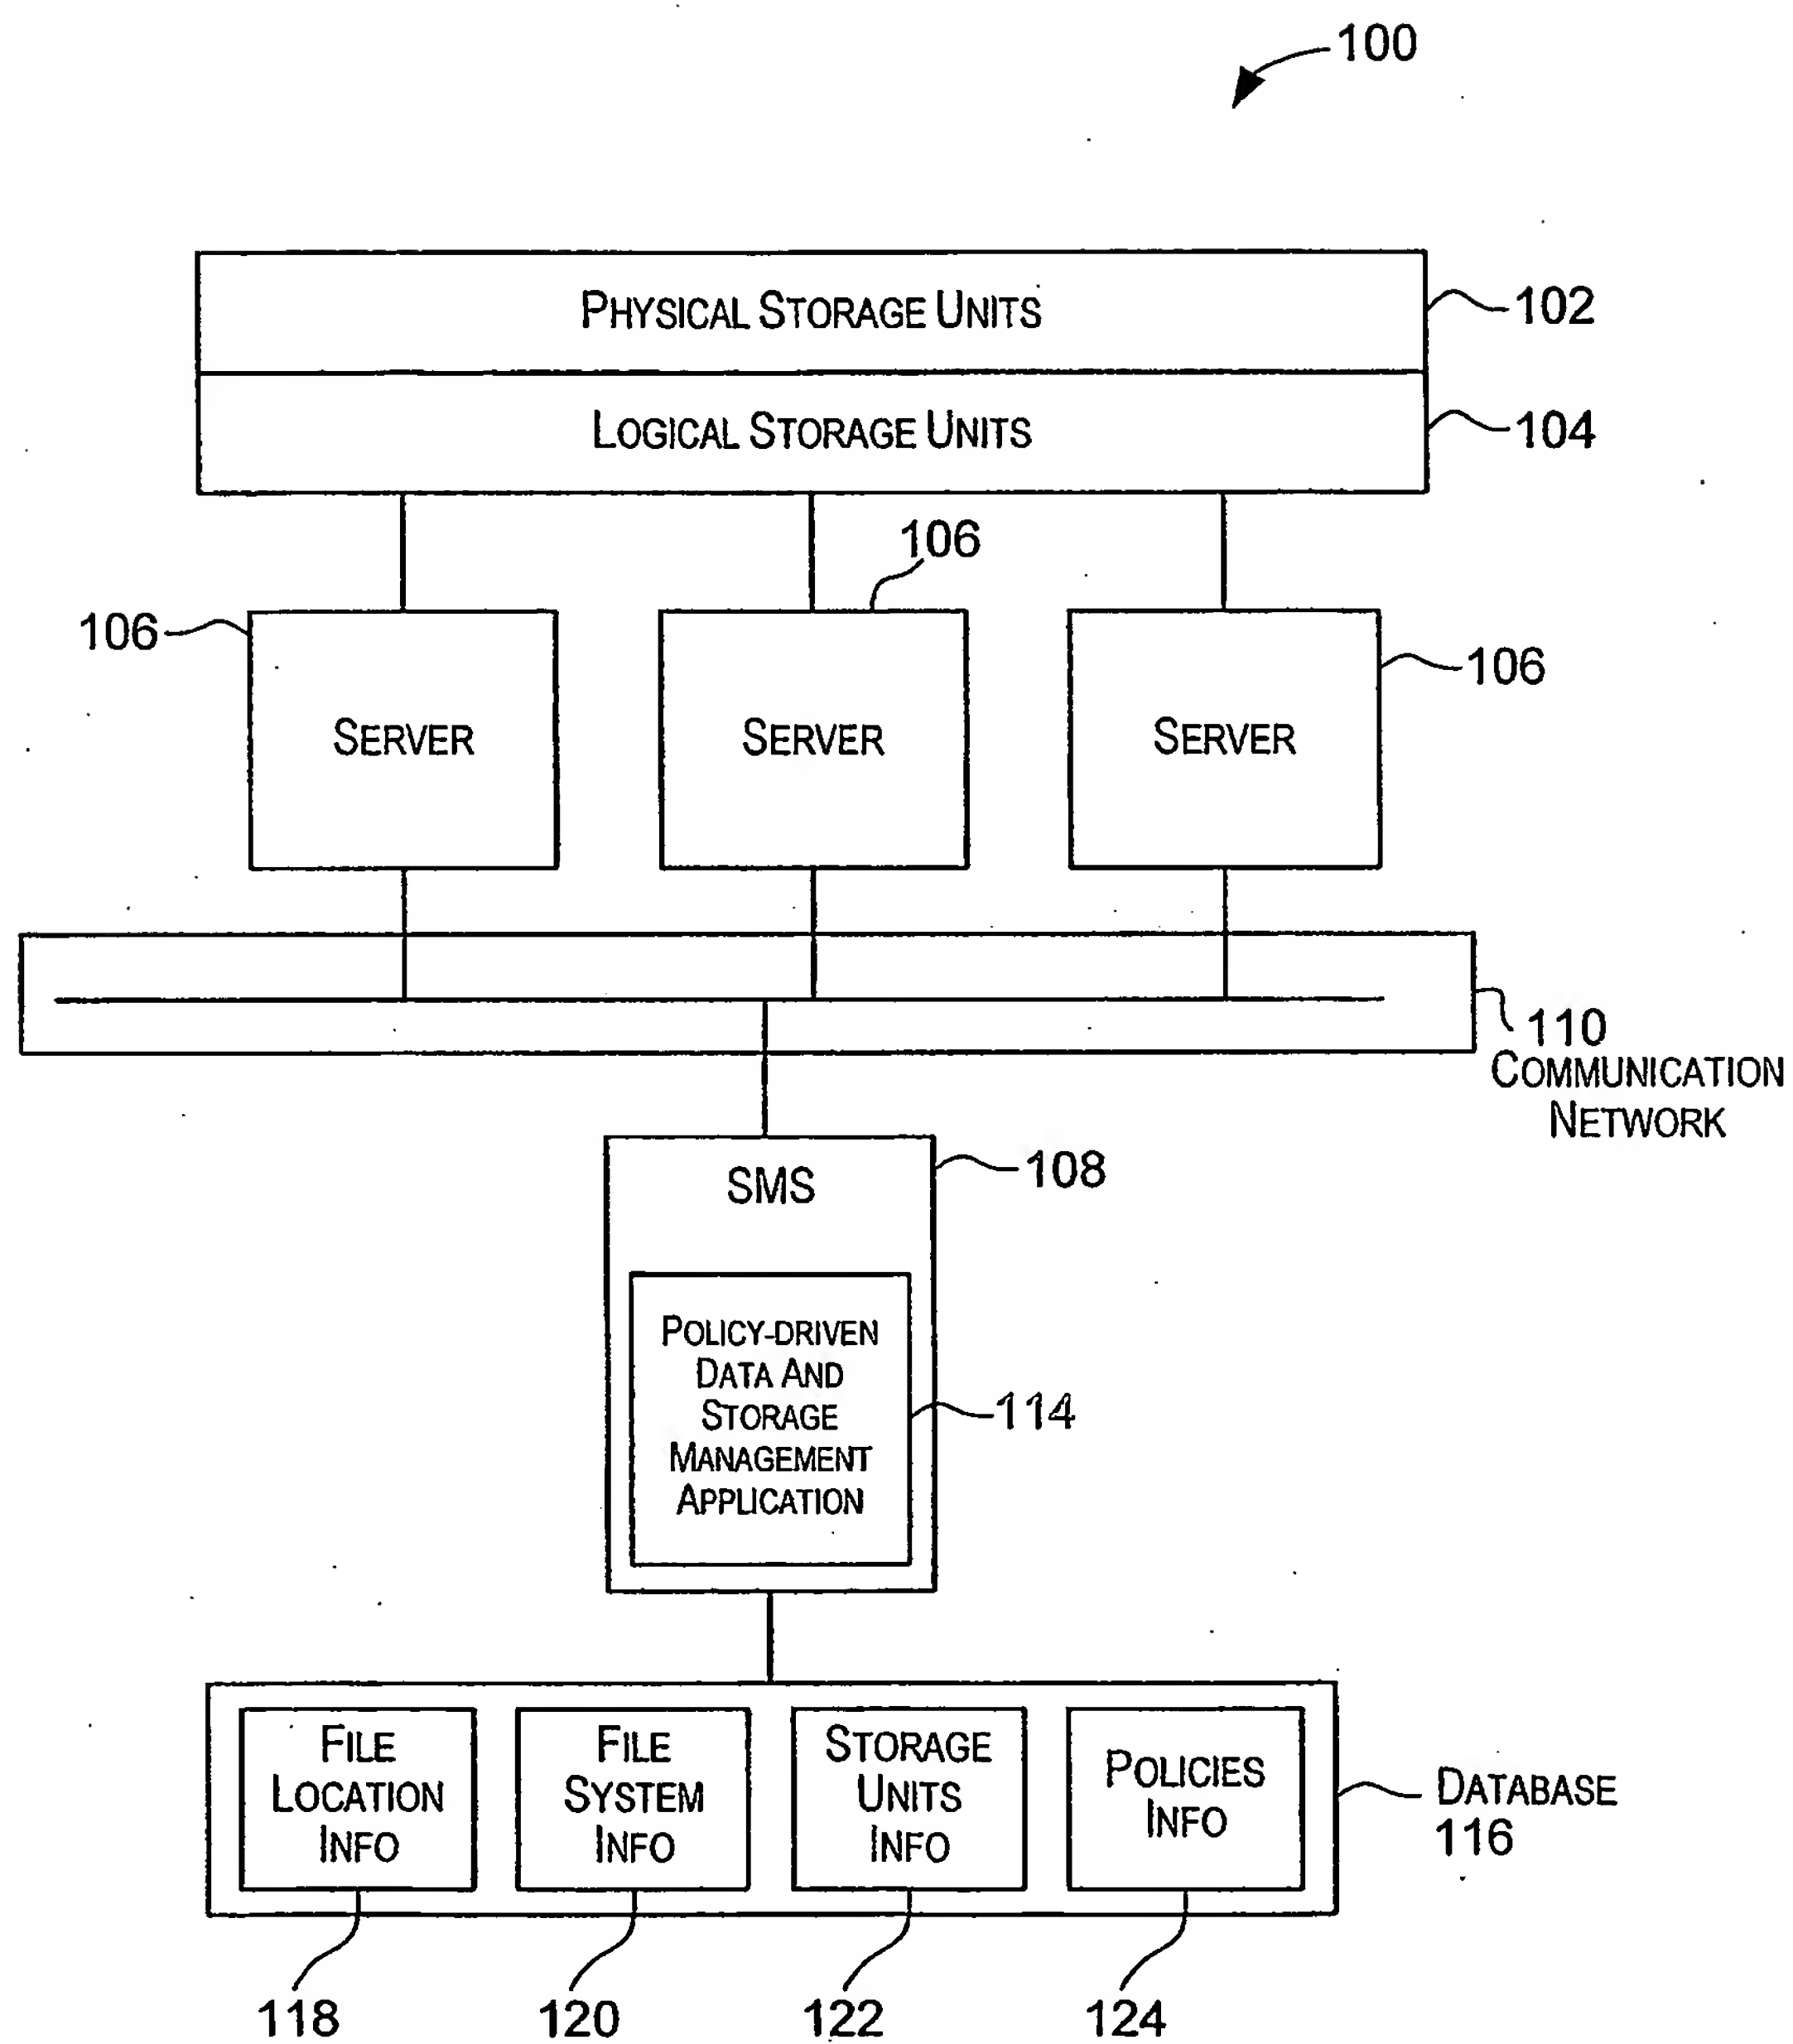 100
PHYSICAL STORAGE UNITS
102
LOGICAL STORAGE UNITS
104
106
106
106
SERVER
SERVER
SERVER
110
COMMUNICATION
NETWORK
SMS
108
POLICY-DRIVEN
DATA AND
STORAGE
MANAGEMENT
APPLICATION
114
FILE
LOCATION
INFO
FILE
SYSTEM
INFO
STORAGE
UNITS
INFO
POLICIES
INFO
DATABASE
116
118
120
122
124